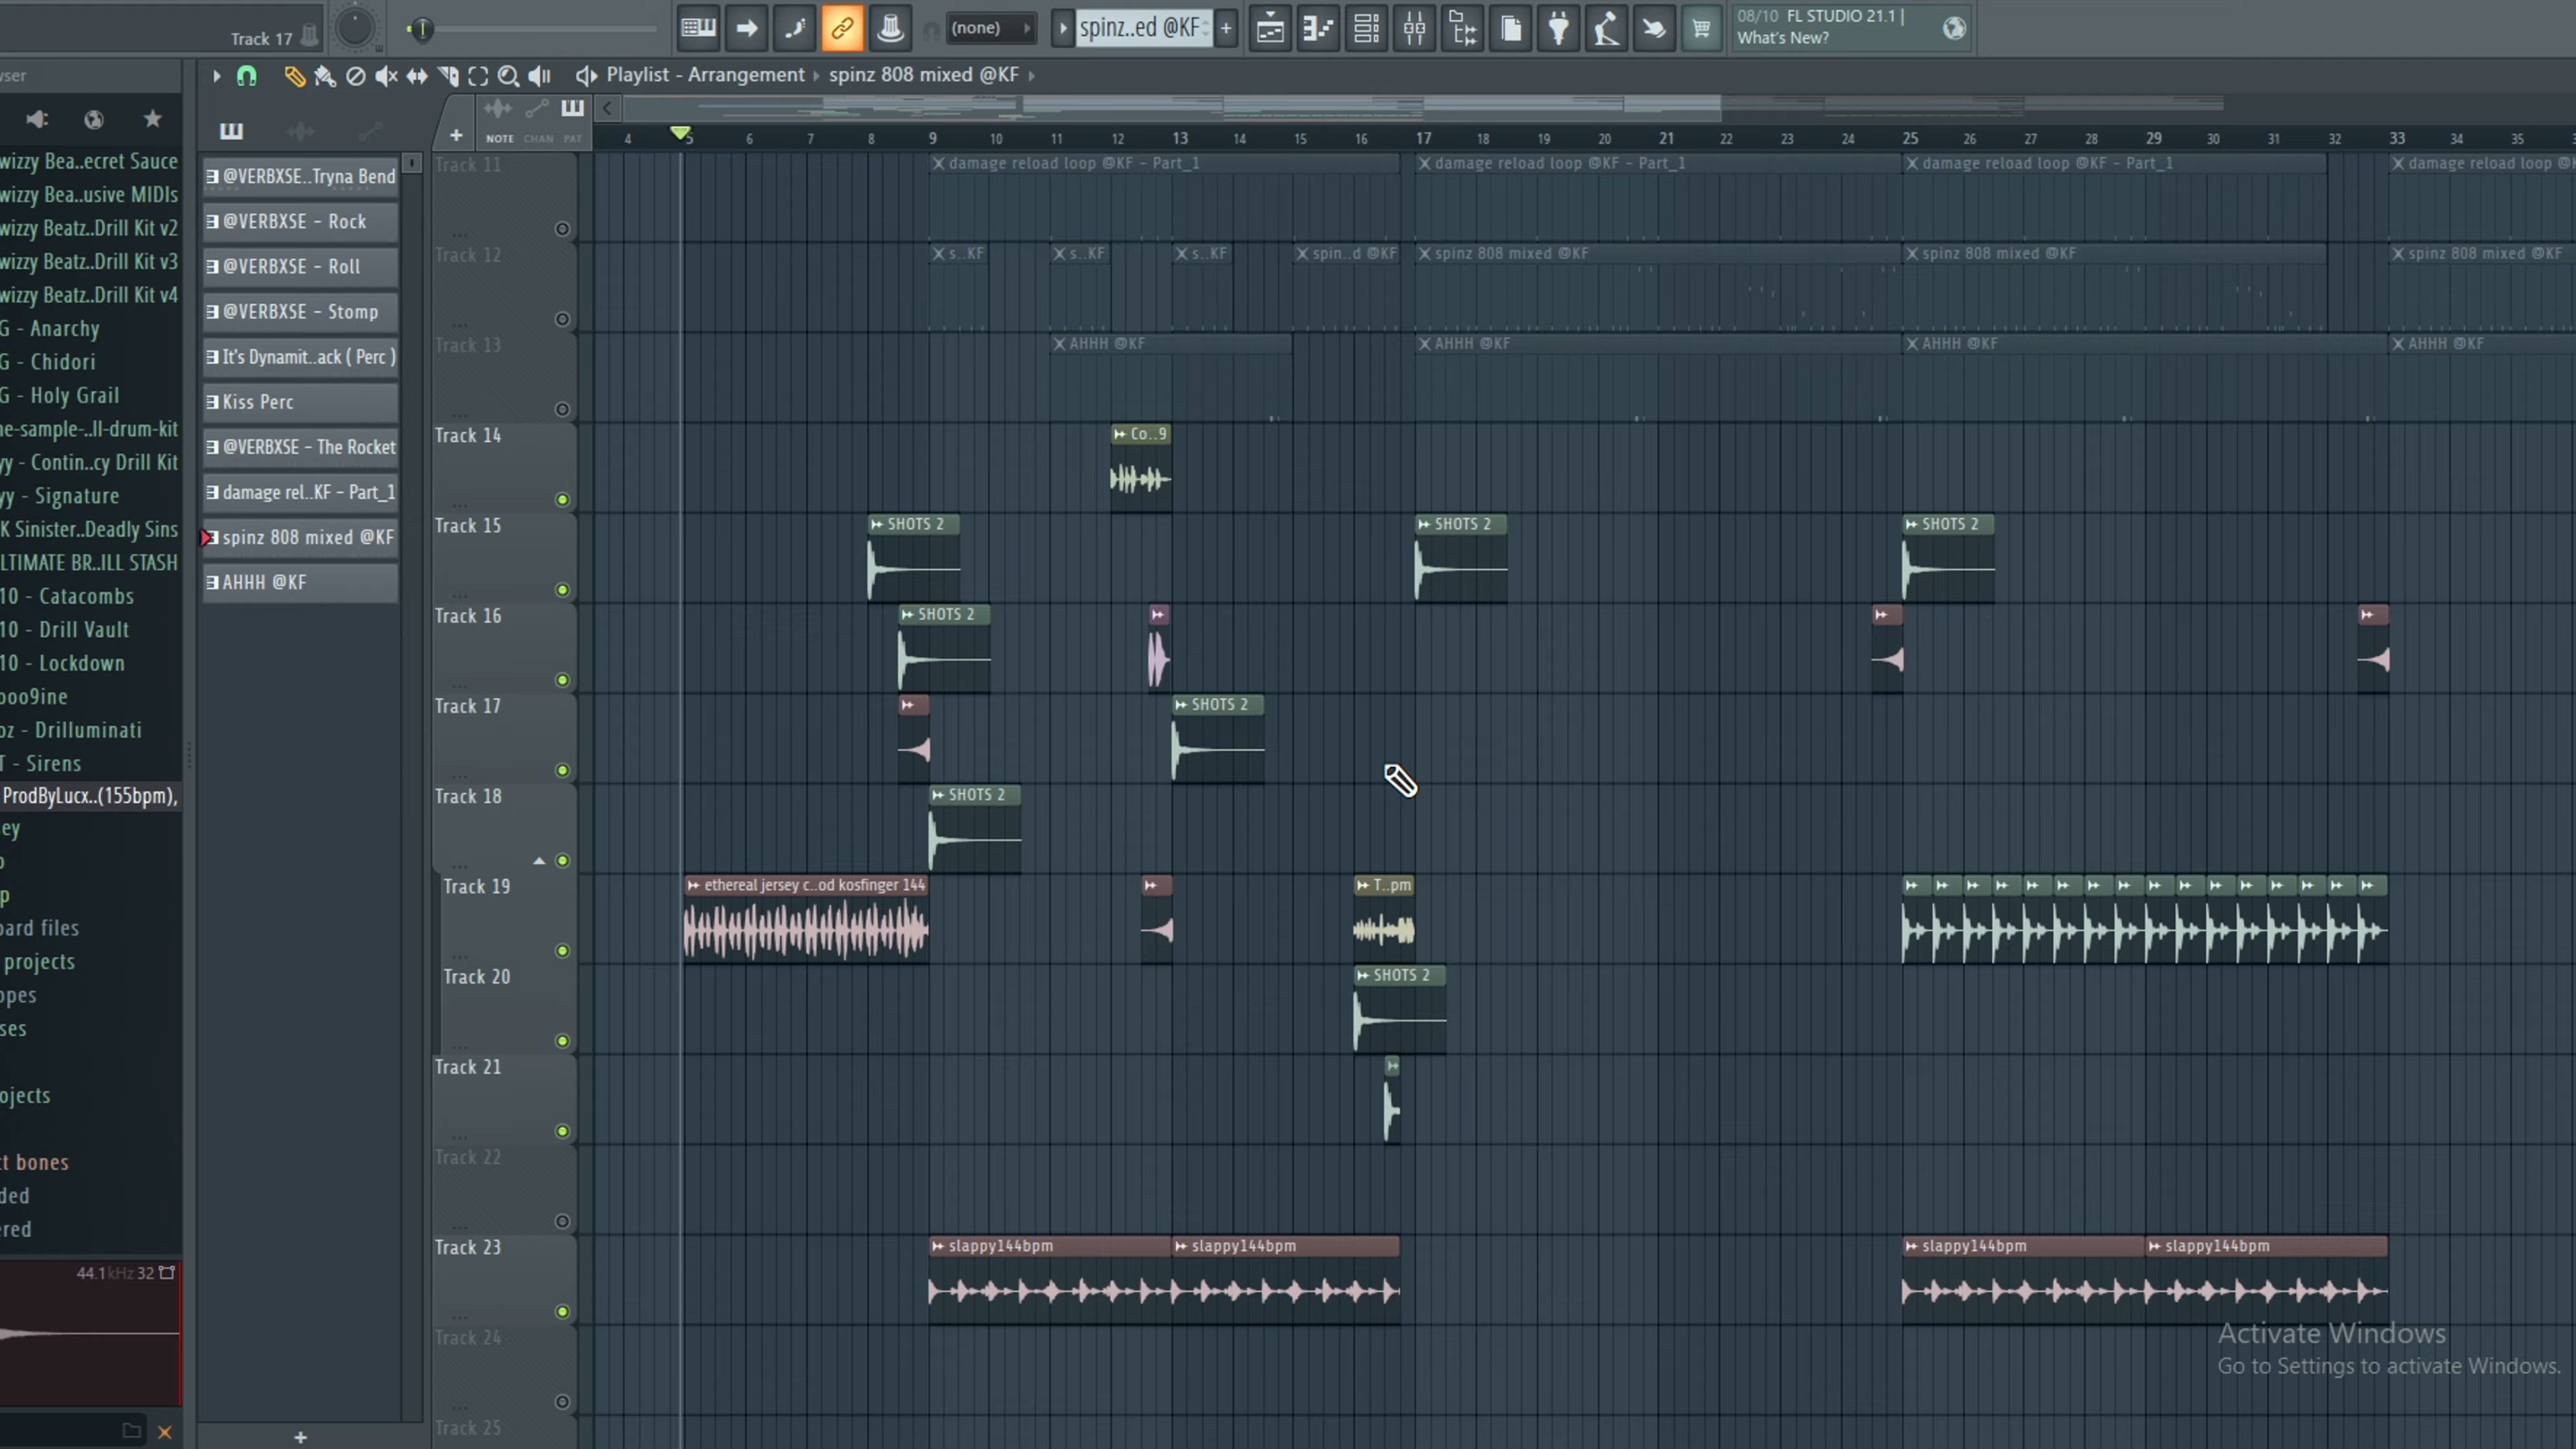 Track 17
(none)
spinz..ed @KF
08/10 FL STUDIO 21.1 |
What's New?
wser
Playlist - Arrangement › spinz 808 mixed @KF ›
NOTE CHAN PAT
4 5 6 7 8 9 10 11 12 13 14 15 16 17 18 19 20 21 22 23 24 25 26 27 28 29 30 31 32 33 34 35
wizzy Bea..ecret Sauce
wizzy Bea..usive MIDIs
wizzy Beatz..Drill Kit v2
wizzy Beatz..Drill Kit v3
wizzy Beatz..Drill Kit v4
G - Anarchy
G - Chidori
G - Holy Grail
ne-sample-..ll-drum-kit
yy - Contin..cy Drill Kit
yy - Signature
K Sinister..Deadly Sins
LTIMATE BR..ILL STASH
10 - Catacombs
10 - Drill Vault
10 - Lockdown
ooo9ine
oz - Drilluminati
T - Sirens
ProdByLucx..(155bpm),
ey
o
p
oard files
projects
opes
ses
ojects
ct bones
ded
ered
44.1kHz 32
@VERBXSE..Tryna Bend
@VERBXSE - Rock
@VERBXSE - Roll
@VERBXSE - Stomp
It's Dynamit..ack ( Perc )
Kiss Perc
@VERBXSE - The Rocket
damage rel..KF - Part_1
spinz 808 mixed @KF
AHHH @KF
Track 11
damage reload loop @KF - Part_1
damage reload loop @KF - Part_1
damage reload loop @KF - Part_1
damage reload loop @K
Track 12
s..KF
s..KF
s..KF
spin..d @KF
spinz 808 mixed @KF
spinz 808 mixed @KF
spinz 808 mixed @KF
Track 13
AHHH @KF
AHHH @KF
AHHH @KF
AHHH @KF
Track 14
Co..9
Track 15
SHOTS 2
SHOTS 2
SHOTS 2
Track 16
SHOTS 2
Track 17
SHOTS 2
Track 18
SHOTS 2
Track 19
ethereal jersey c..od kosfinger 144
T..pm
Track 20
SHOTS 2
Track 21
Track 22
Track 23
slappy144bpm
slappy144bpm
slappy144bpm
slappy144bpm
Track 24
Track 25
Activate Windows
Go to Settings to activate Windows.